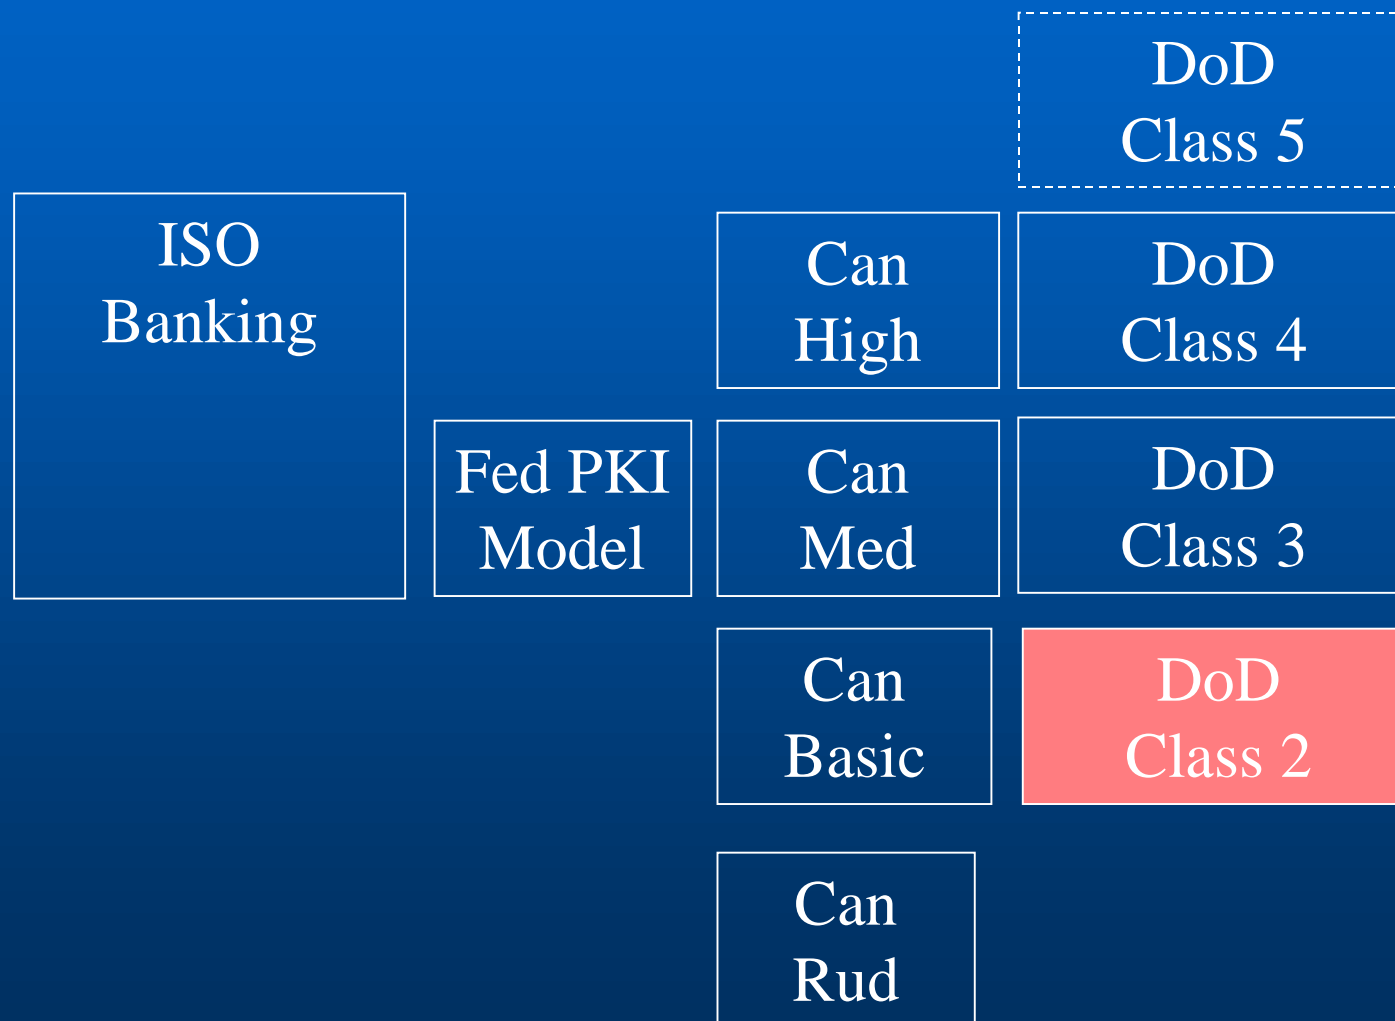 DoD
Class 5
ISO
Banking
Can
High
DoD
Class 4
Fed PKI
Model
Can
Med
DoD
Class 3
Can
Basic
DoD
Class 2
Can
Rud